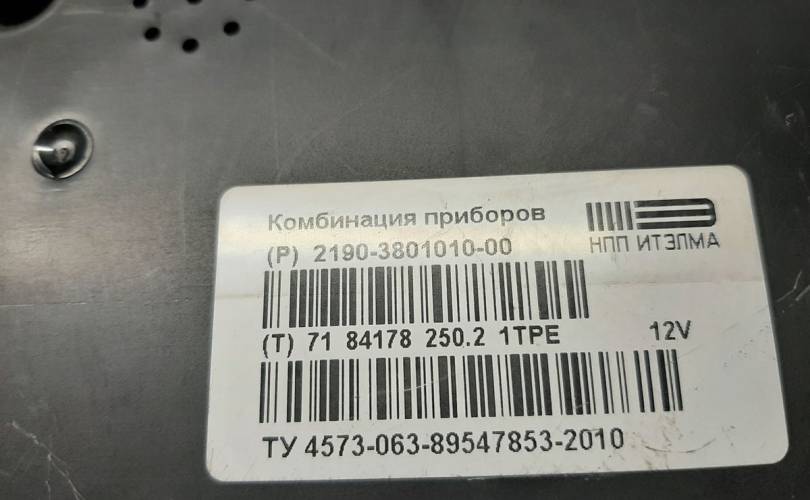 Комбинация приборов
НПП ИТЭЛМА
(P) 2190-3801010-00
(T) 71 84178 250.2 1TPE 12V
ТУ 4573-063-89547853-2010